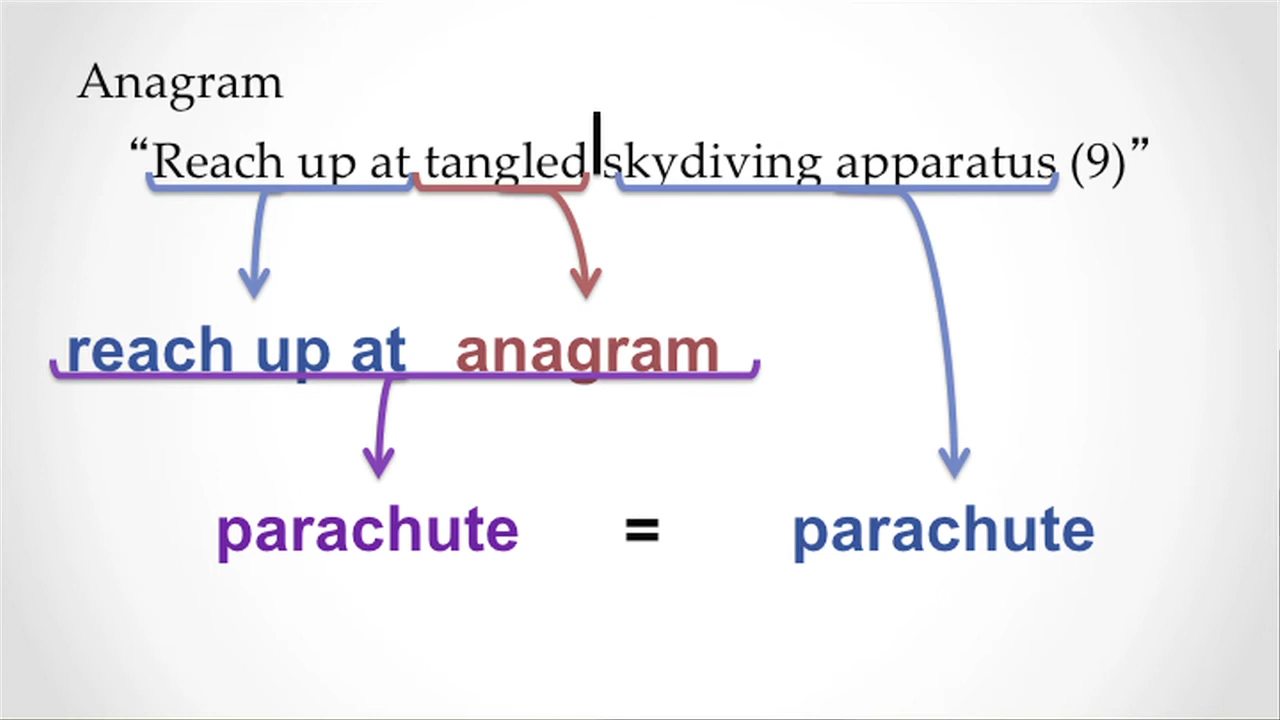 Anagram
“Reach up at tangled skydiving apparatus (9)”
reach up at anagram
parachute = parachute